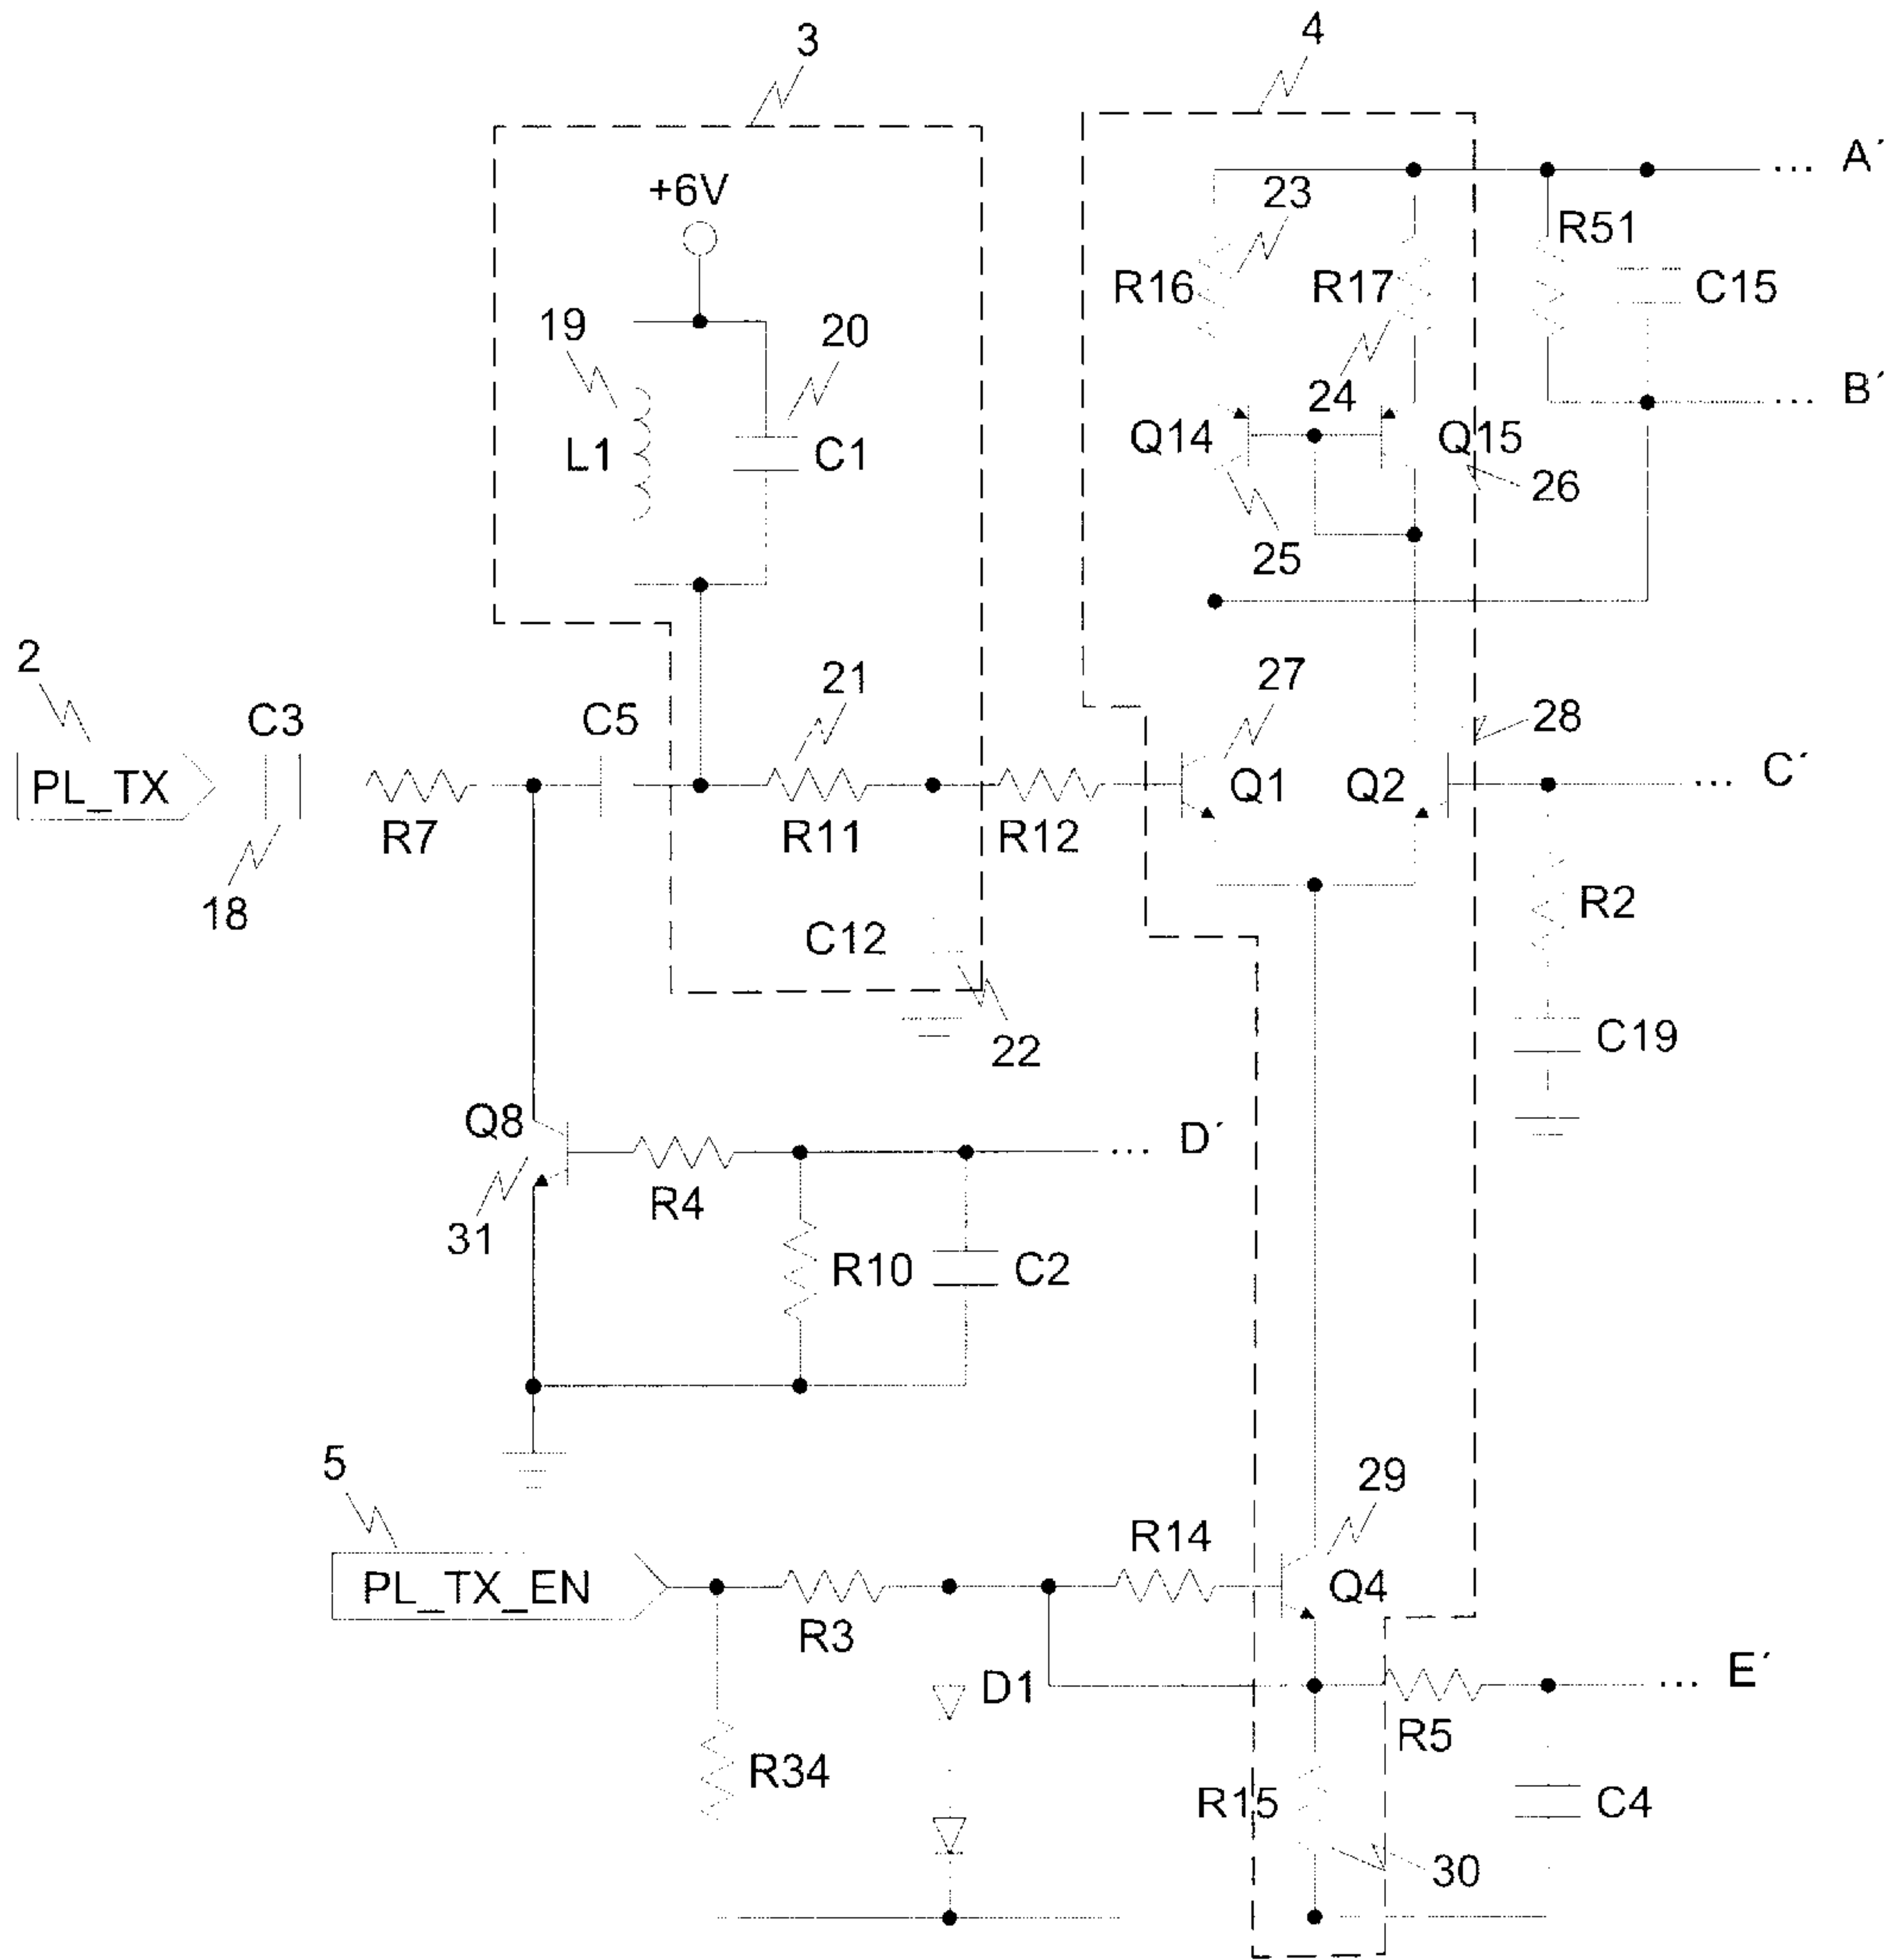 3
4
A´
+6V
23
R51
R16
R17
C15
19
20
24
B´
L1
C1
Q14
Q15
26
25
2
21
27
28
C3
C5
PL_TX
Q1
Q2
C´
R7
R11
R12
18
R2
C12
22
C19
Q8
D´
R4
31
R10
C2
5
29
R14
PL_TX_EN
Q4
R3
D1
E´
R5
R34
R15
C4
30
... 
...
...
...
...